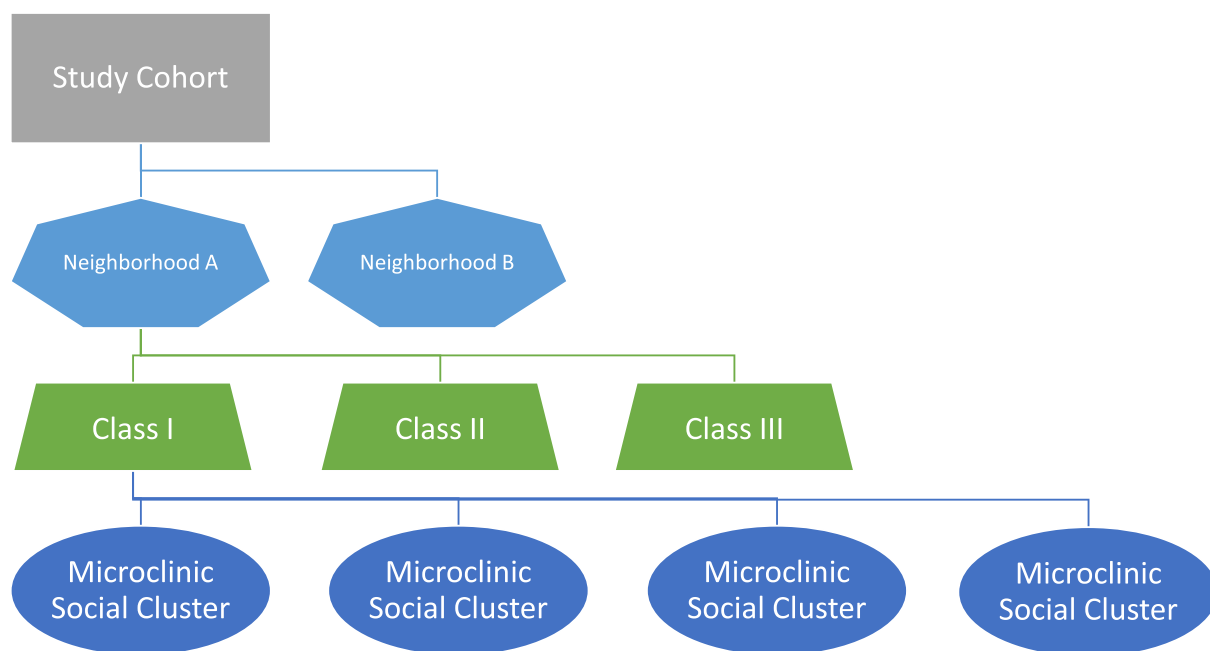 Study Cohort
Neighborhood A
Neighborhood B
Class I
Class II
Class III
Microclinic
Social Cluster
Microclinic
Social Cluster
Microclinic
Social Cluster
Microclinic
Social Cluster